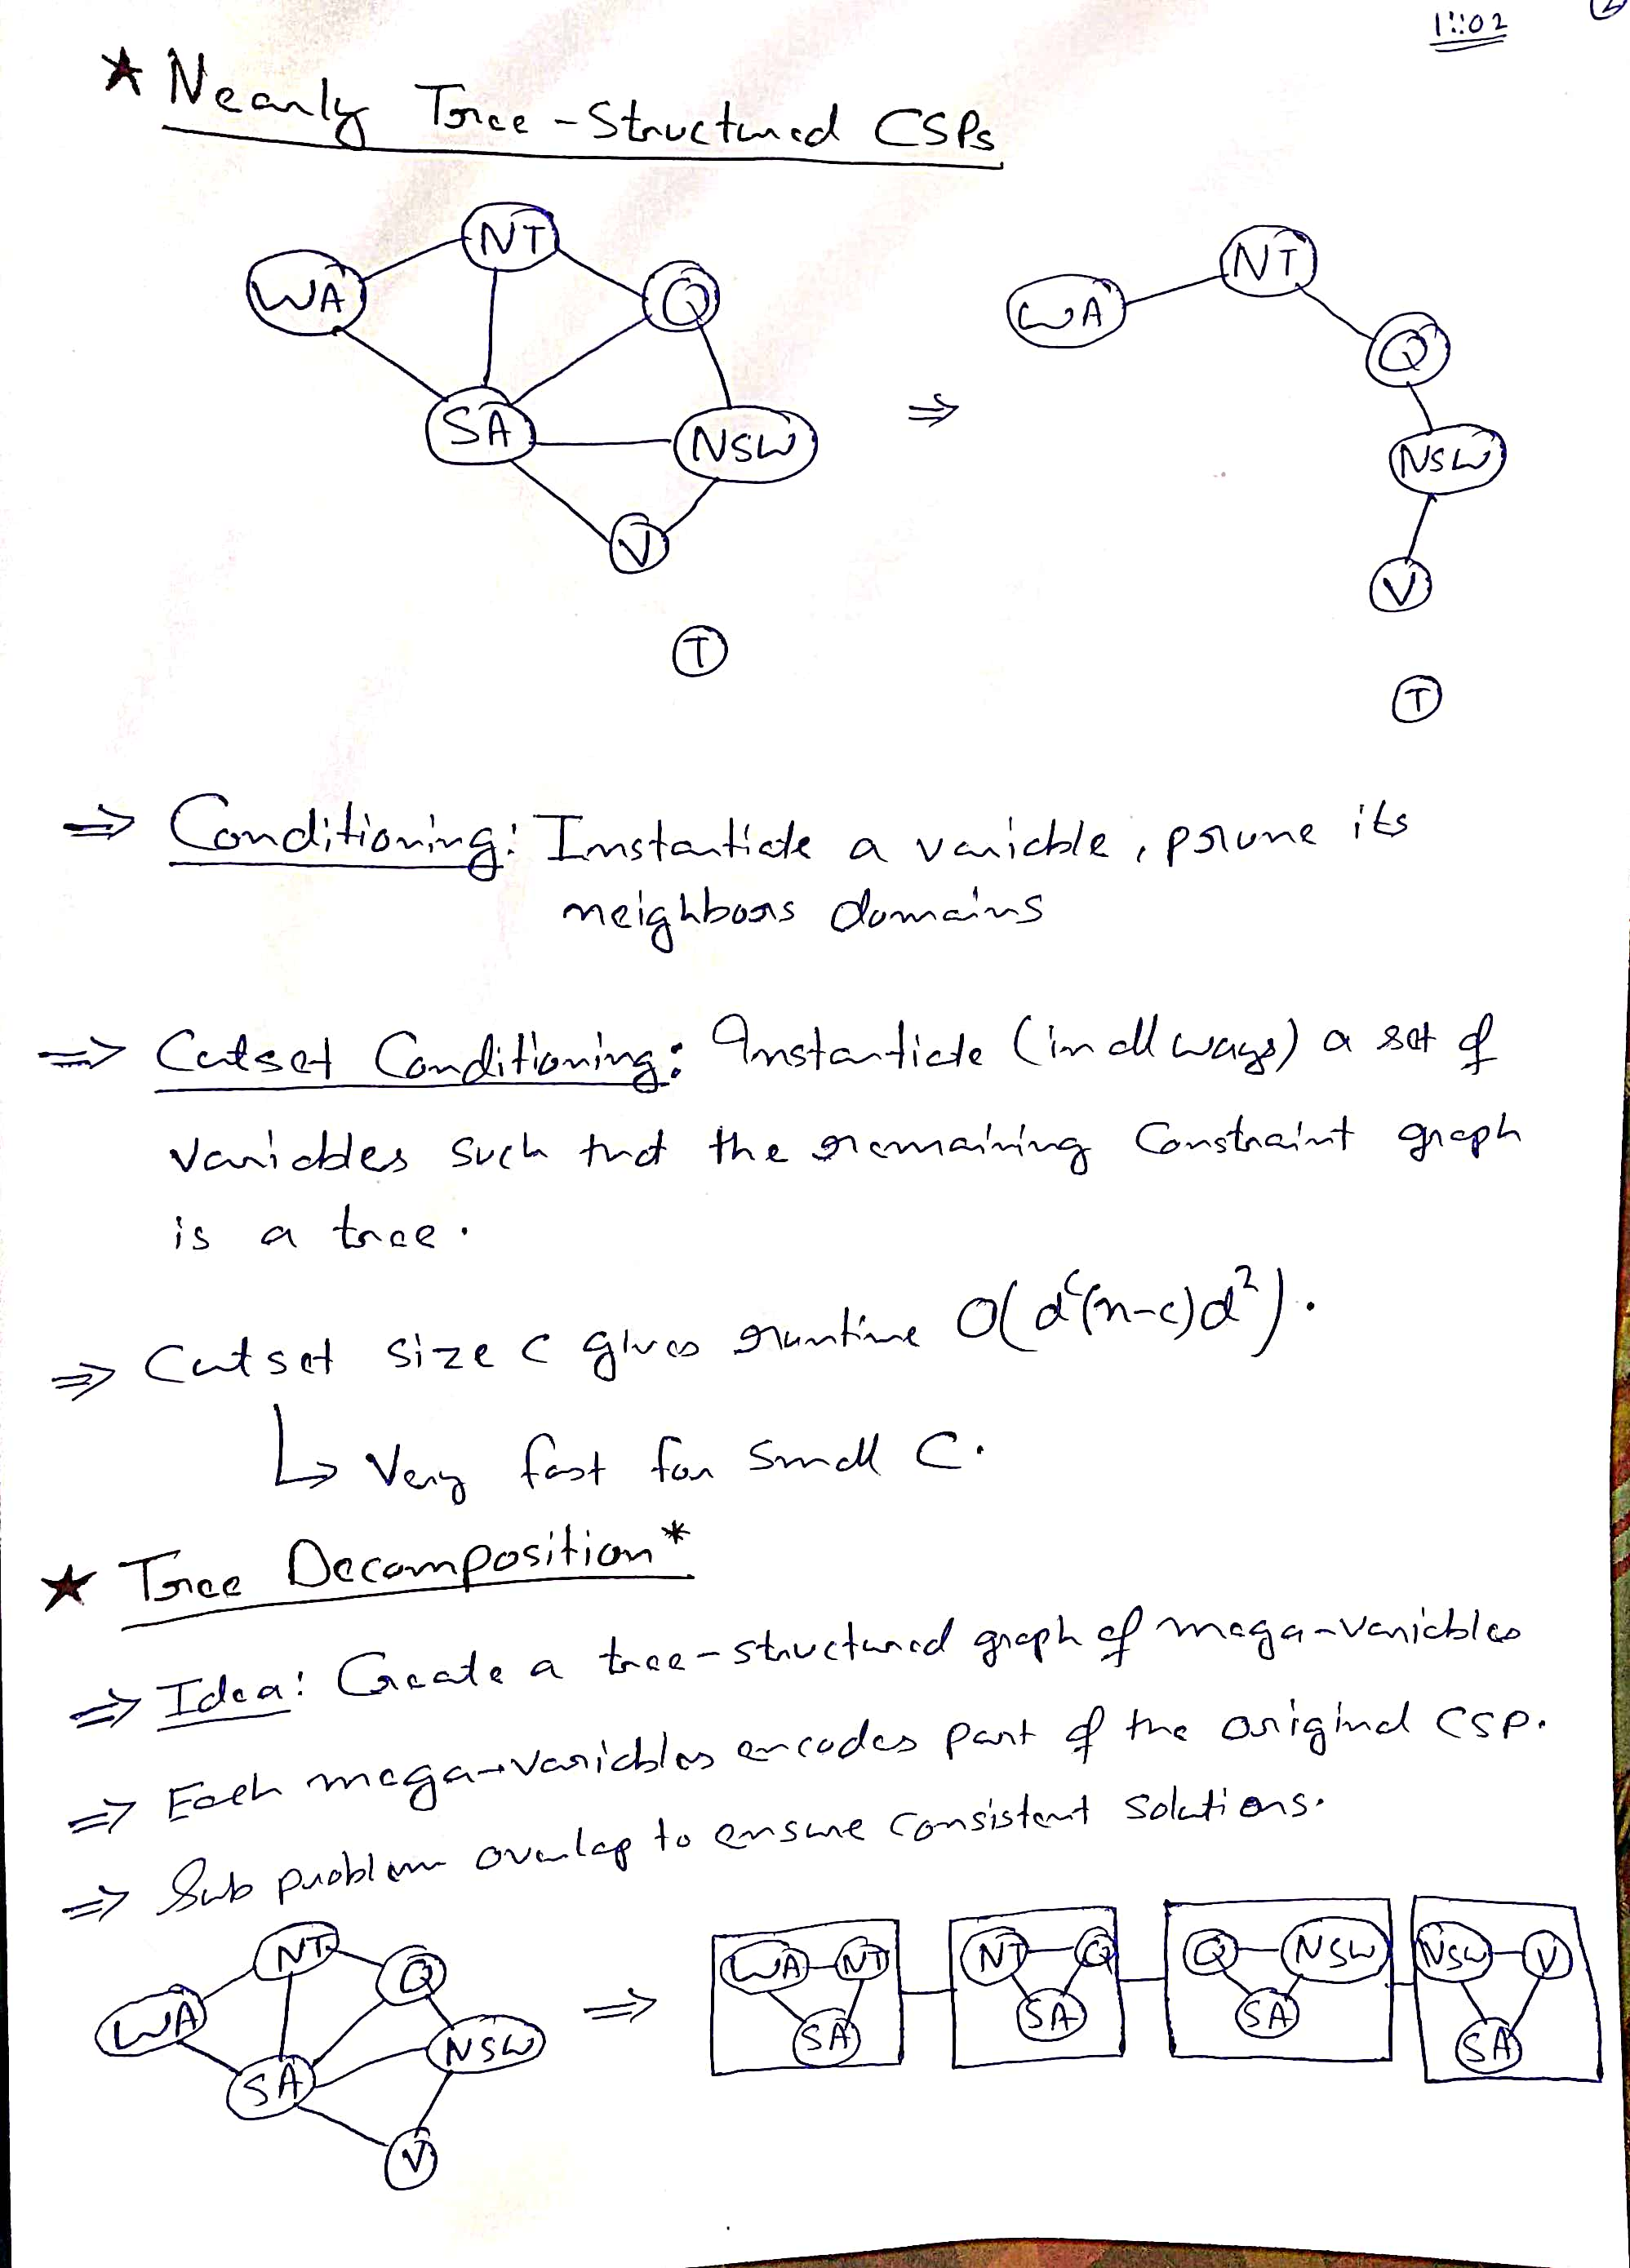 1::02
2
* Nearly Tree-Structured CSPs
NT
WA
Q
SA
NSW
V
T
⇒
NT
WA
Q
NSW
V
T
⇒ Conditioning: Instantiate a variable, prune its
neighbors domains
⇒ Cutset Conditioning: Instantiate (in all ways) a set of
variables such that the remaining Constraint graph
is a tree.
⇒ Cutset size c gives runtime O(d^c(n-c)d^2).
↳ Very fast for small C.
★ Tree Decomposition*
⇒ Idea: Create a tree-structured graph of mega-variables
⇒ Each mega-variables encodes part of the original CSP.
⇒ Sub problem overlap to ensure consistent solutions.
NT
Q
WA
NSW
SA
V
⇒
WA NT
SA
NT Q
SA
Q NSW
SA
NSW V
SA